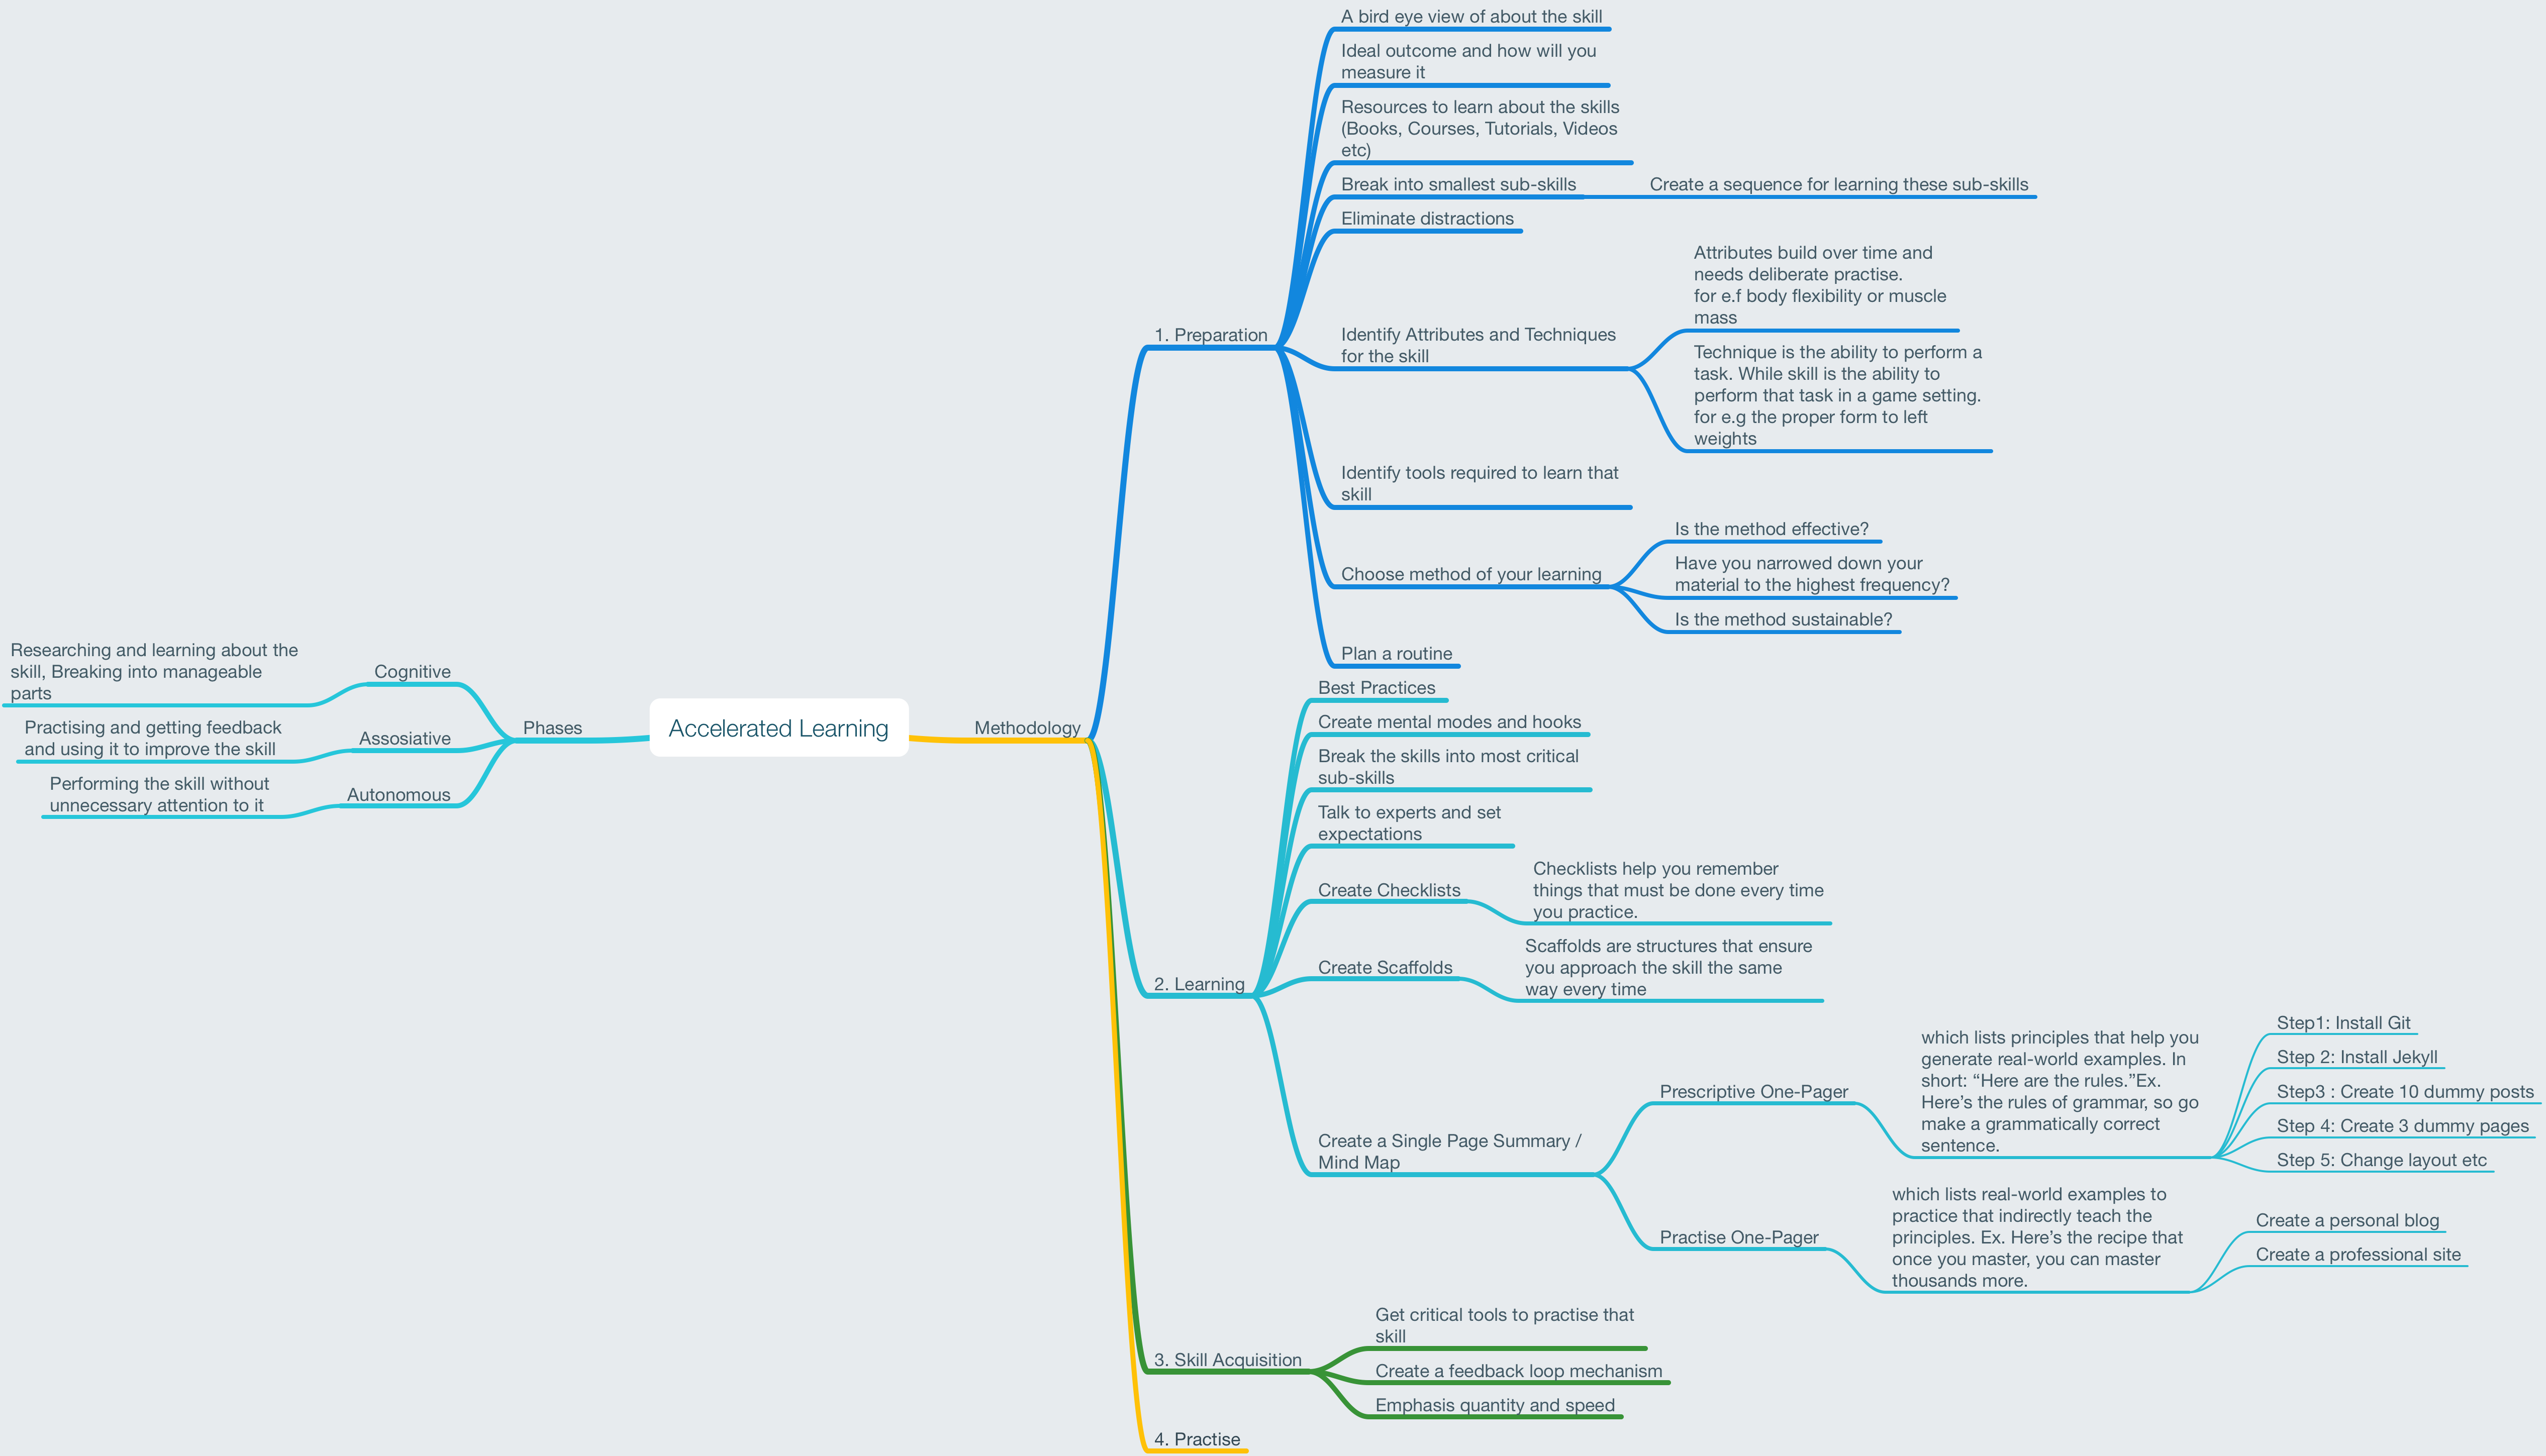 Accelerated Learning
Phases
Cognitive
Researching and learning about the
skill, Breaking into manageable
parts
Assosiative
Practising and getting feedback
and using it to improve the skill
Autonomous
Performing the skill without
unnecessary attention to it
Methodology
1. Preparation
A bird eye view of about the skill
Ideal outcome and how will you
measure it
Resources to learn about the skills
(Books, Courses, Tutorials, Videos
etc)
Break into smallest sub-skills
Create a sequence for learning these sub-skills
Eliminate distractions
Identify Attributes and Techniques
for the skill
Attributes build over time and
needs deliberate practise.
for e.f body flexibility or muscle
mass
Technique is the ability to perform a
task. While skill is the ability to
perform that task in a game setting.
for e.g the proper form to left
weights
Identify tools required to learn that
skill
Choose method of your learning
Is the method effective?
Have you narrowed down your
material to the highest frequency?
Is the method sustainable?
Plan a routine
2. Learning
Best Practices
Create mental modes and hooks
Break the skills into most critical
sub-skills
Talk to experts and set
expectations
Create Checklists
Checklists help you remember
things that must be done every time
you practice.
Create Scaffolds
Scaffolds are structures that ensure
you approach the skill the same
way every time
Create a Single Page Summary /
Mind Map
Prescriptive One-Pager
which lists principles that help you
generate real-world examples. In
short: “Here are the rules.”Ex.
Here’s the rules of grammar, so go
make a grammatically correct
sentence.
Step1: Install Git
Step 2: Install Jekyll
Step3 : Create 10 dummy posts
Step 4: Create 3 dummy pages
Step 5: Change layout etc
Practise One-Pager
which lists real-world examples to
practice that indirectly teach the
principles. Ex. Here’s the recipe that
once you master, you can master
thousands more.
Create a personal blog
Create a professional site
3. Skill Acquisition
Get critical tools to practise that
skill
Create a feedback loop mechanism
Emphasis quantity and speed
4. Practise